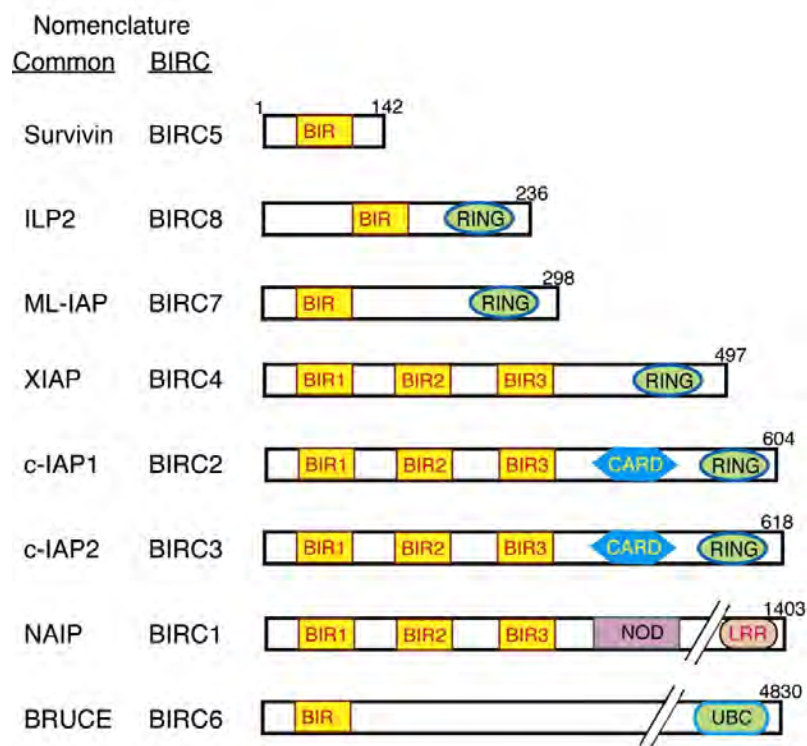 Nomenclature
Common BIRC
1 142
Survivin BIRC5 BIR
236
ILP2 BIRC8 BIR RING
298
ML-IAP BIRC7 BIR RING
497
XIAP BIRC4 BIR1 BIR2 BIR3 RING
604
c-IAP1 BIRC2 BIR1 BIR2 BIR3 CARD RING
618
c-IAP2 BIRC3 BIR1 BIR2 BIR3 CARD RING
1403
NAIP BIRC1 BIR1 BIR2 BIR3 NOD LRR
4830
BRUCE BIRC6 BIR UBC